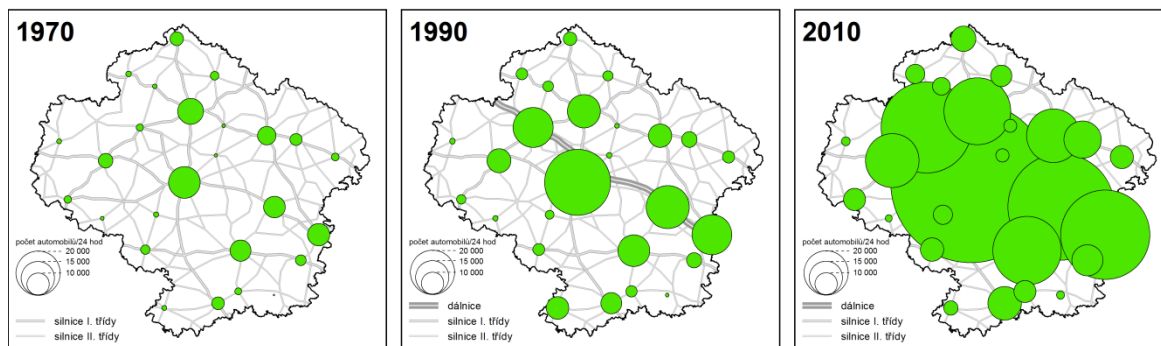 1970
počet automobilů/24 hod
20 000
15 000
10 000
silnice I. třídy
silnice II. třídy
1990
počet automobilů/24 hod
20 000
15 000
10 000
dálnice
silnice I. třídy
silnice II. třídy
2010
počet automobilů/24 hod
20 000
15 000
10 000
dálnice
silnice I. třídy
silnice II. třídy